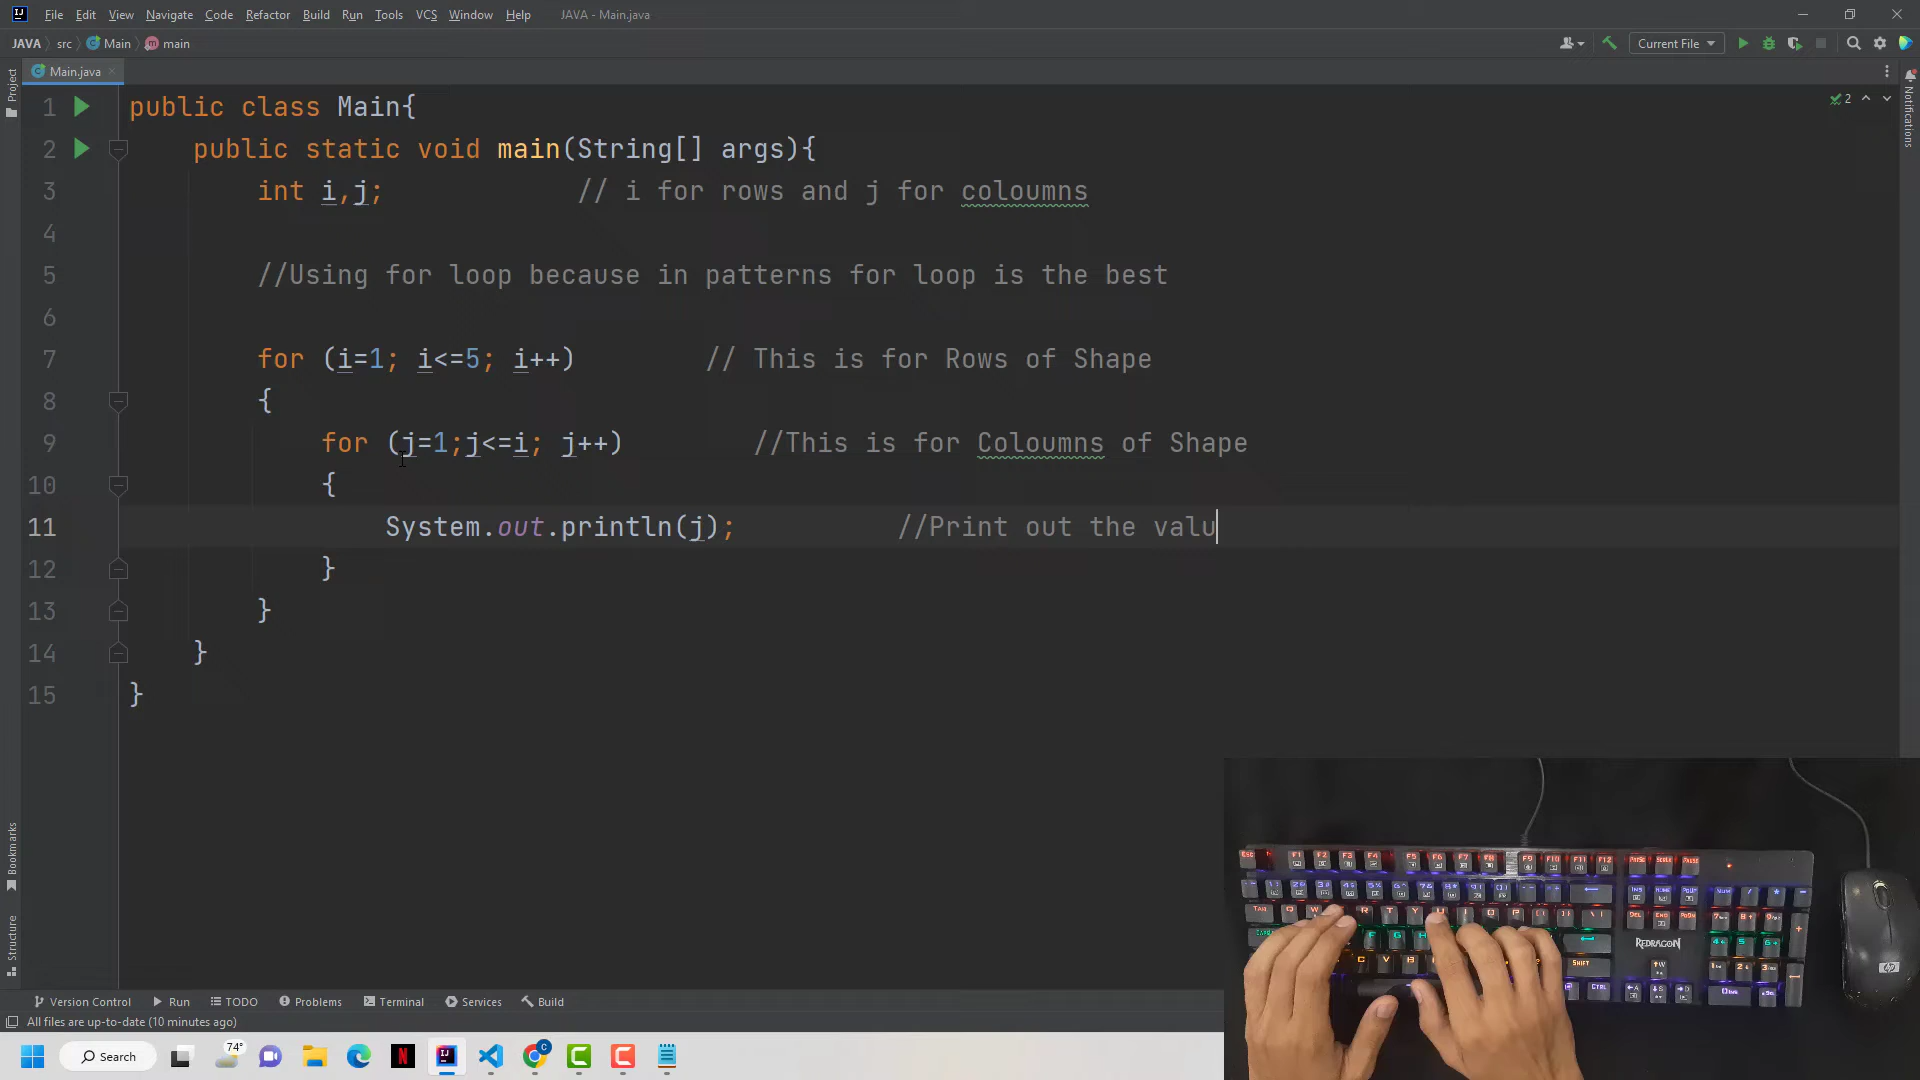 File Edit View Navigate Code Refactor Build Run Tools VCS Window Help JAVA - Main.java
JAVA src Main main Current File
Main.java
Project
Notifications
2
1 public class Main{
2 public static void main(String[] args){
3 int i,j; // i for rows and j for coloumns
4
5 //Using for loop because in patterns for loop is the best
6
7 for (i=1; i<=5; i++) // This is for Rows of Shape
8 {
9 for (j=1;j<=i; j++) //This is for Coloumns of Shape
10 {
11 System.out.println(j); //Print out the valu
12 }
13 }
14 }
15 }
Bookmarks
Structure
REDRAGON
Version Control Run TODO Problems Terminal Services Build
All files are up-to-date (10 minutes ago)
74°
Search